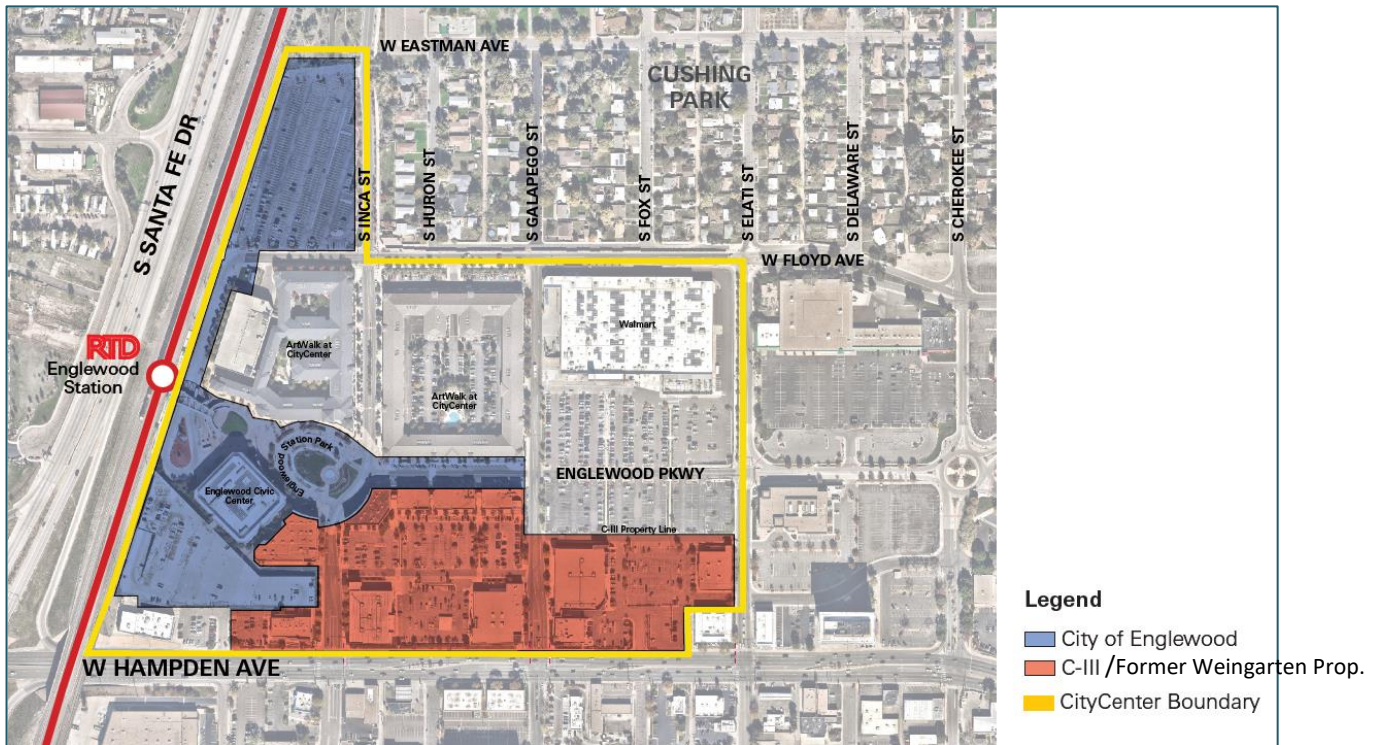 W EASTMAN AVE
CUSHING
PARK
S SANTA FE DR
S INCA ST
S HURON ST
S GALAPEGO ST
S FOX ST
S ELATI ST
S DELAWARE ST
S CHEROKEE ST
W FLOYD AVE
RTD
Englewood
Station
ArtWalk at
CityCenter
Walmart
ArtWalk at
CityCenter
Station Park
Englewood
Englewood Civic
Center
ENGLEWOOD PKWY
C-III Property Line
W HAMPDEN AVE
Legend
City of Englewood
C-III /Former Weingarten Prop.
CityCenter Boundary